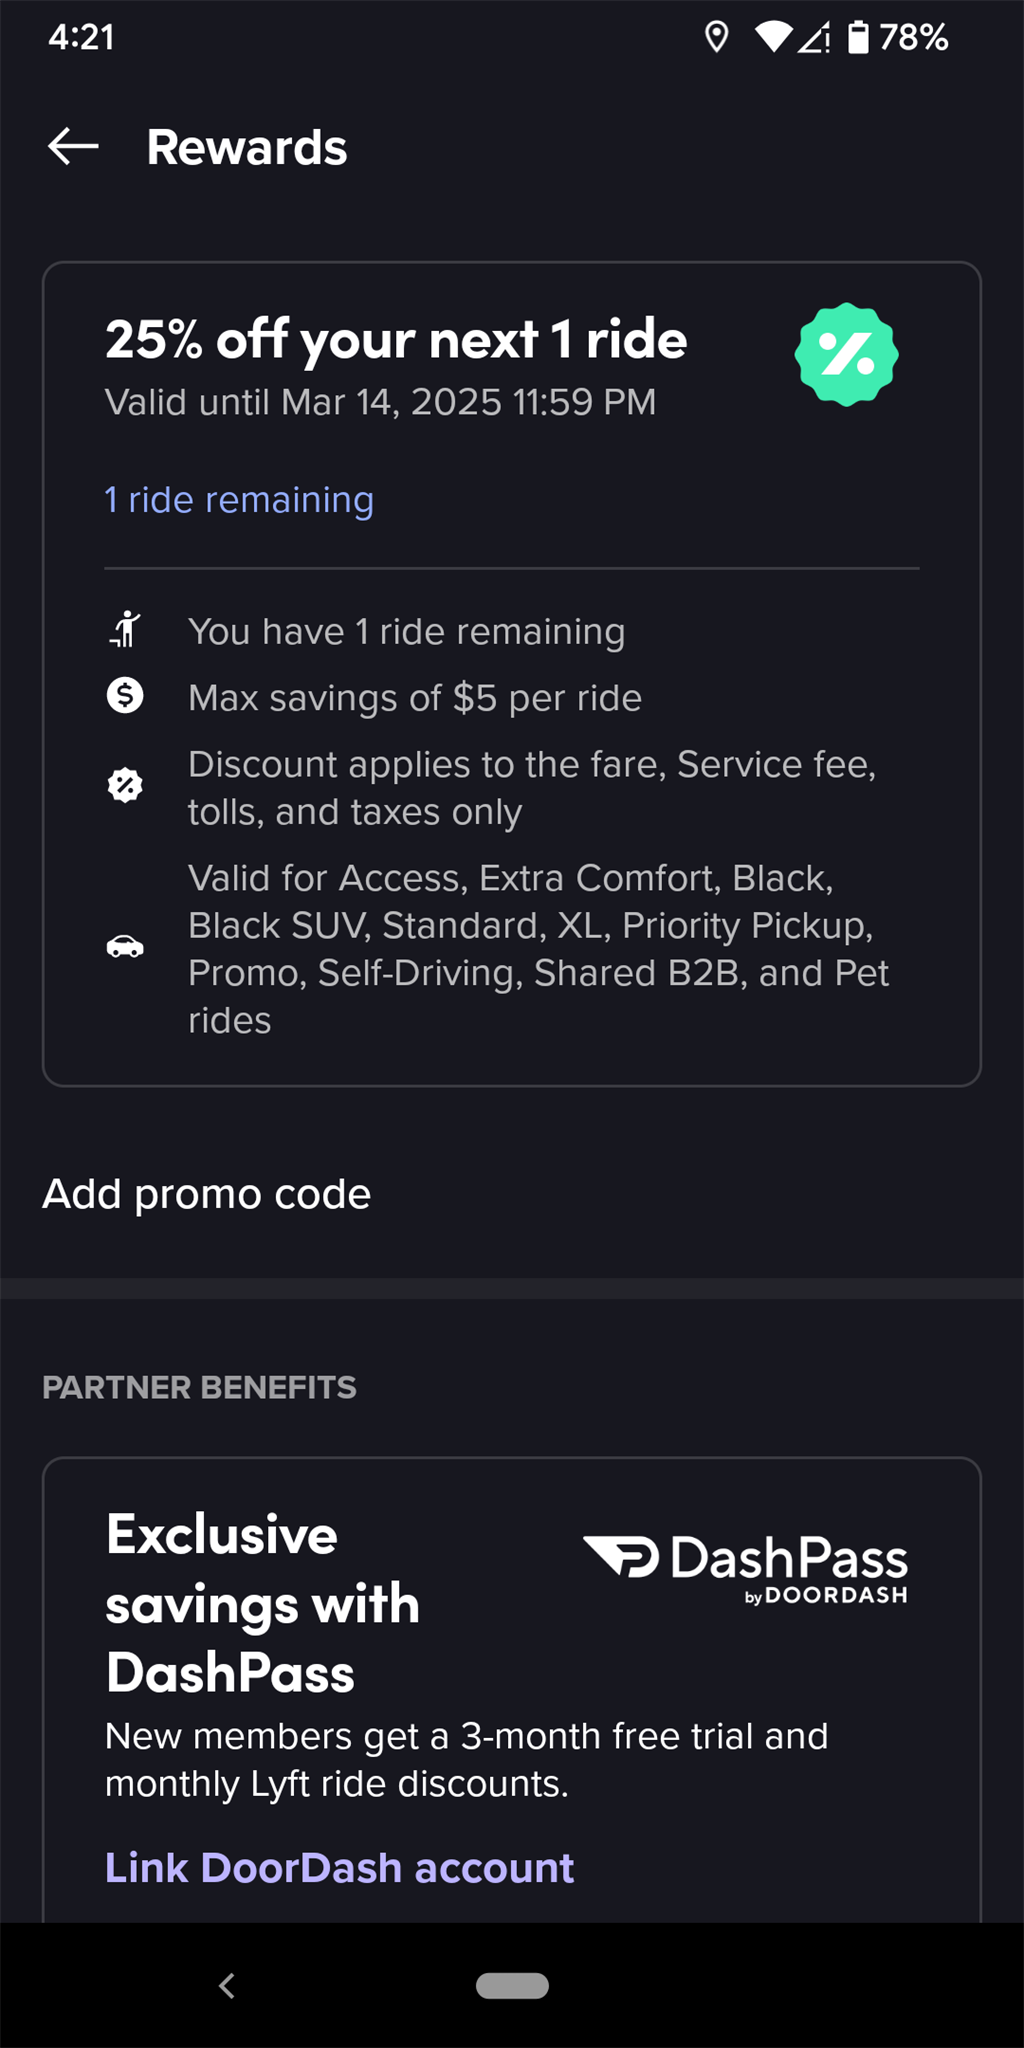 4:21
78%
Rewards
25% off your next 1 ride
Valid until Mar 14, 2025 11:59 PM
1 ride remaining
You have 1 ride remaining
Max savings of $5 per ride
Discount applies to the fare, Service fee,
tolls, and taxes only
Valid for Access, Extra Comfort, Black,
Black SUV, Standard, XL, Priority Pickup,
Promo, Self-Driving, Shared B2B, and Pet
rides
Add promo code
PARTNER BENEFITS
Exclusive
savings with
DashPass
DashPass
by DOORDASH
New members get a 3-month free trial and
monthly Lyft ride discounts.
Link DoorDash account